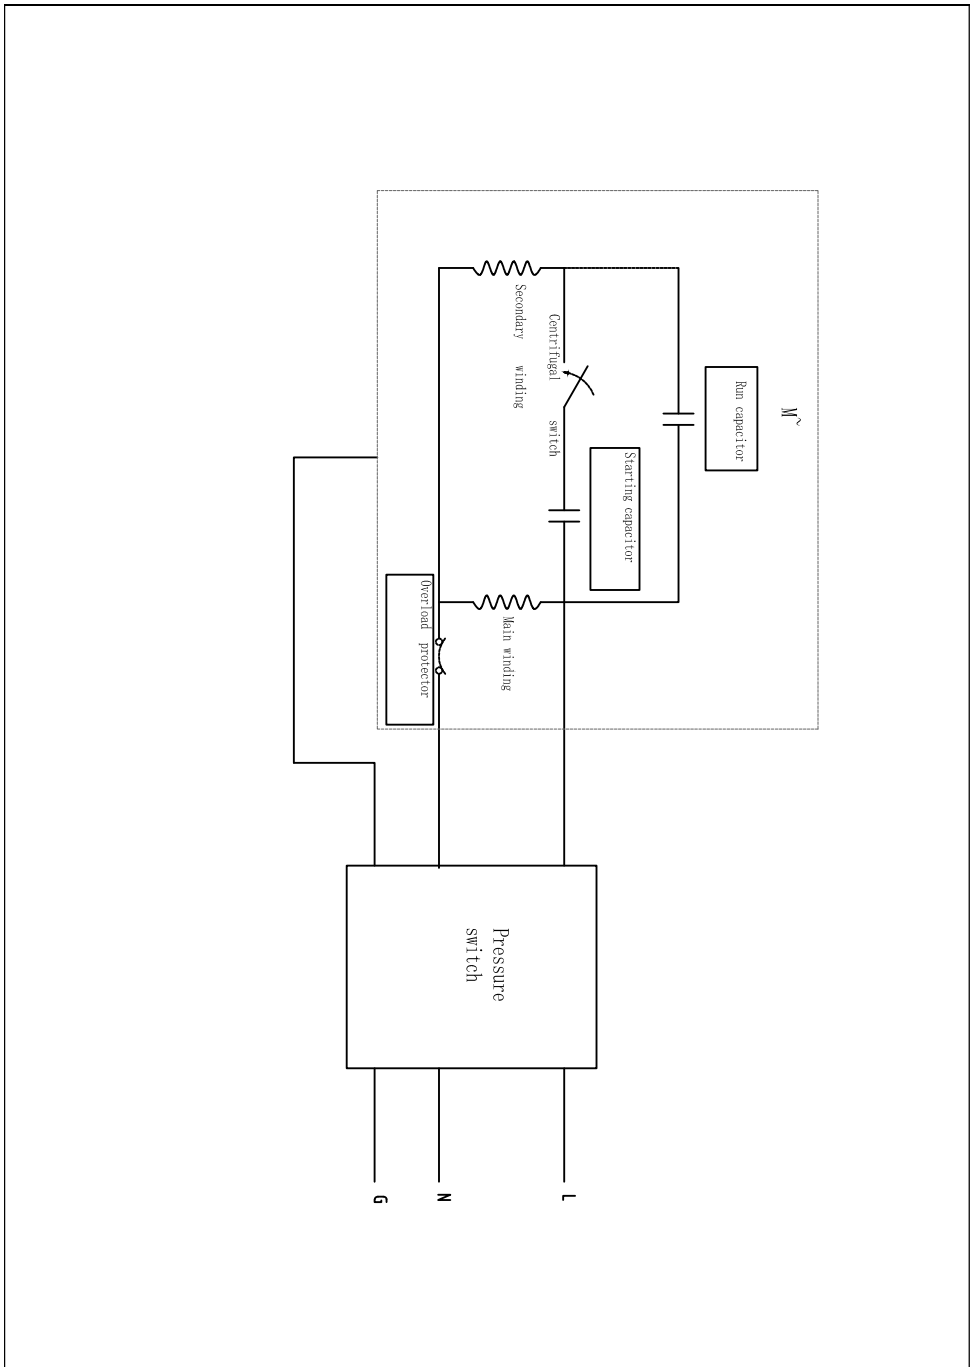 M~
Run capacitor
Starting capacitor
Centrifugal switch
Secondary winding
Main winding
Overload protector
Pressure
switch
L
N
G